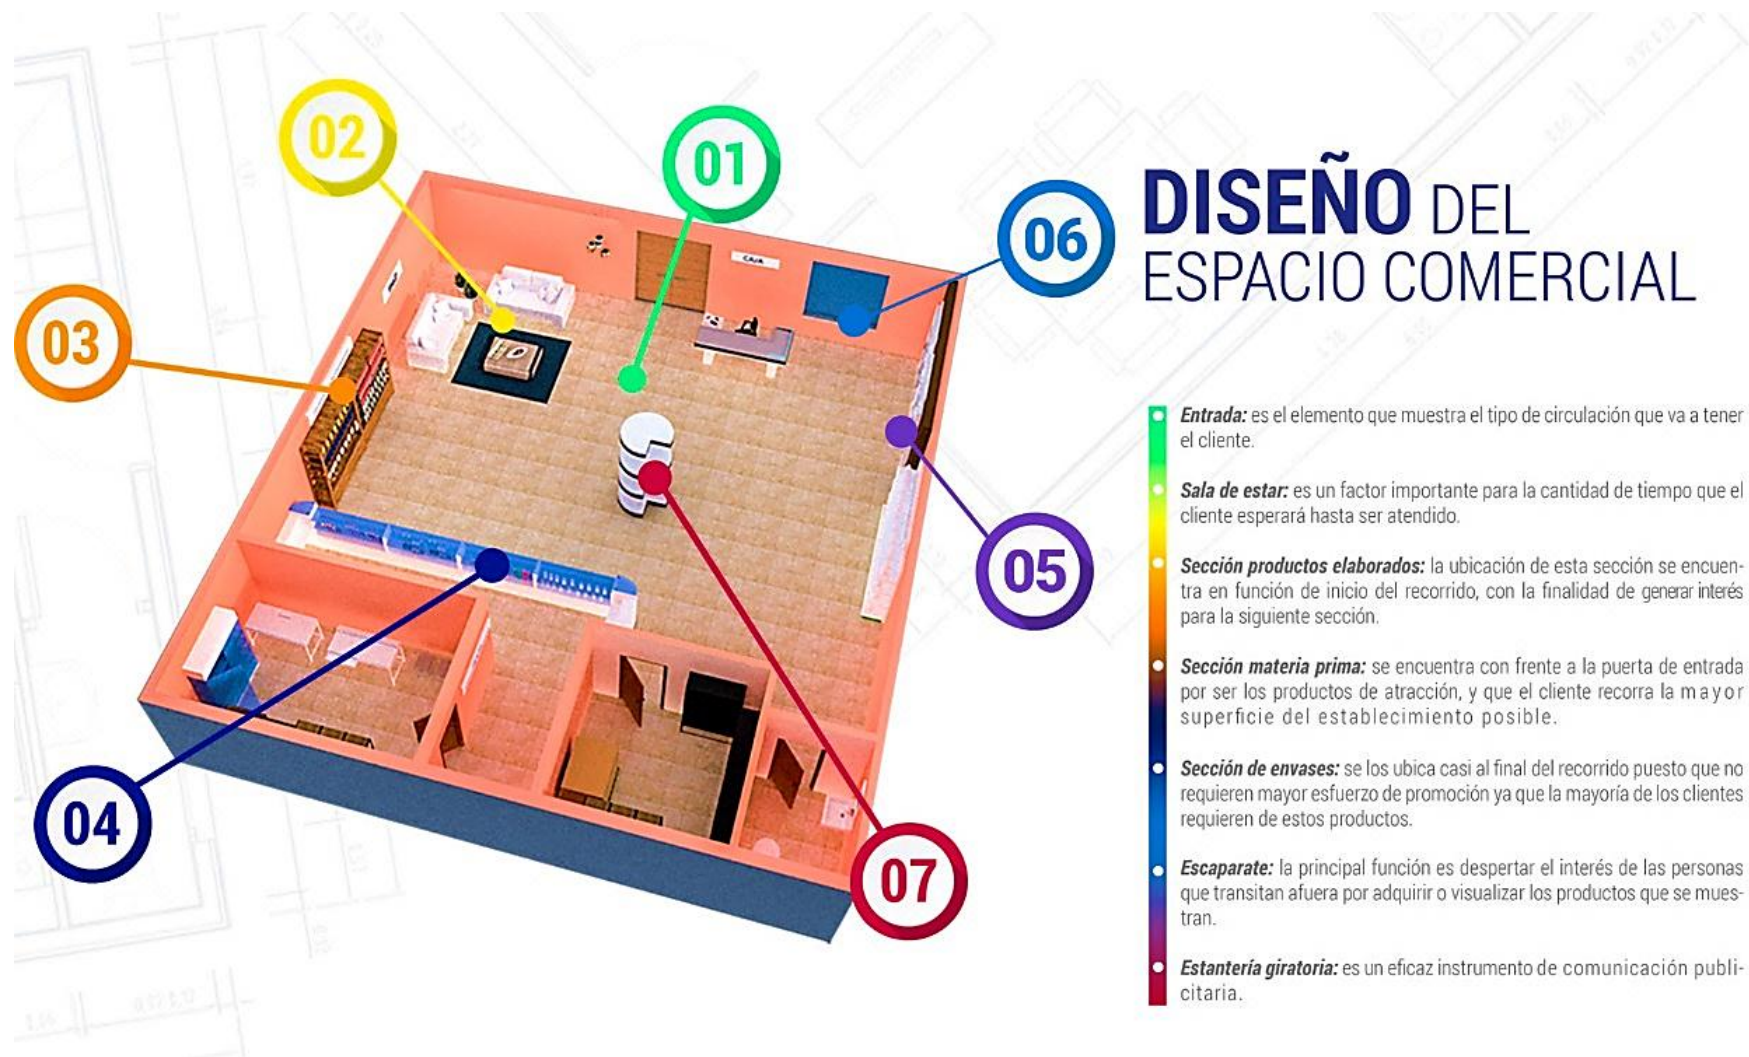 02
01
06
03
05
04
07
CAJA
DISEÑO DEL
ESPACIO COMERCIAL
Entrada: es el elemento que muestra el tipo de circulación que va a tener
el cliente.
Sala de estar: es un factor importante para la cantidad de tiempo que el
cliente esperará hasta ser atendido.
Sección productos elaborados: la ubicación de esta sección se encuen-
tra en función de inicio del recorrido, con la finalidad de generar interés
para la siguiente sección.
Sección materia prima: se encuentra con frente a la puerta de entrada
por ser los productos de atracción, y que el cliente recorra la mayor
superficie del establecimiento posible.
Sección de envases: se los ubica casi al final del recorrido puesto que no
requieren mayor esfuerzo de promoción ya que la mayoría de los clientes
requieren de estos productos.
Escaparate: la principal función es despertar el interés de las personas
que transitan afuera por adquirir o visualizar los productos que se mues-
tran.
Estantería giratoria: es un eficaz instrumento de comunicación publi-
citaria.